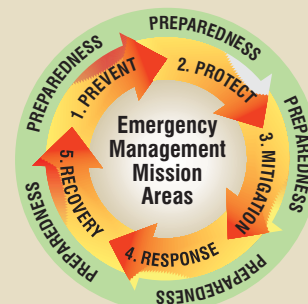 PREPAREDNESS
PREPAREDNESS
PREPAREDNESS
PREPAREDNESS
PREPAREDNESS
PREPAREDNESS
1. PREVENT
2. PROTECT
3. MITIGATION
4. RESPONSE
5. RECOVERY
Emergency
Management
Mission
Areas